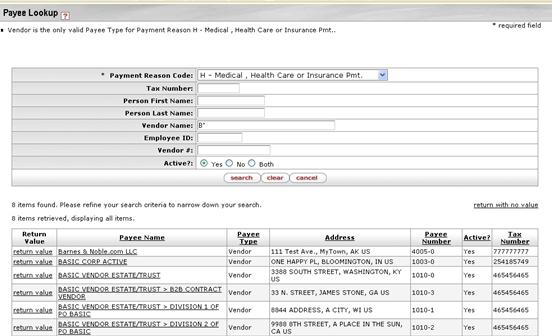 Payee Lookup ?
* required field
Vendor is the only valid Payee Type for Payment Reason H - Medical , Health Care or Insurance Pmt..
* Payment Reason Code: H - Medical , Health Care or Insurance Pmt.
Tax Number:
Person First Name:
Person Last Name:
Vendor Name: B*
Employee ID:
Vendor #:
Active?: Yes No Both
search clear cancel
8 items found. Please refine your search criteria to narrow down your search. return with no value
8 items retrieved, displaying all items.
Return Value Payee Name Payee Type Address Payee Number Active? Tax Number
return value Barnes & Noble.com LLC Vendor 111 Test Ave., MyTown, AK US 4005-0 Yes 777777777
return value BASIC CORP ACTIVE Vendor ONE HAPPY PL, BLOOMINGTON, IN US 1003-0 Yes 254185749
return value BASIC VENDOR ESTATE/TRUST Vendor 3388 SOUTH STREET, WASHINGTON, KY US 1010-0 Yes 465465465
return value BASIC VENDOR ESTATE/TRUST > B2B CONTRACT VENDOR Vendor 33 N. STREET, JAMES STONE, GA US 1010-3 Yes 465465465
return value BASIC VENDOR ESTATE/TRUST > DIVISION 1 OF PO BASIC Vendor 8844 ADDRESS, A CITY, WI US 1010-1 Yes 465465465
return value BASIC VENDOR ESTATE/TRUST > DIVISION 2 OF PO BASIC Vendor 9988 8TH STREET, A PLACE IN THE SUN, CA US 1010-2 Yes 465465465